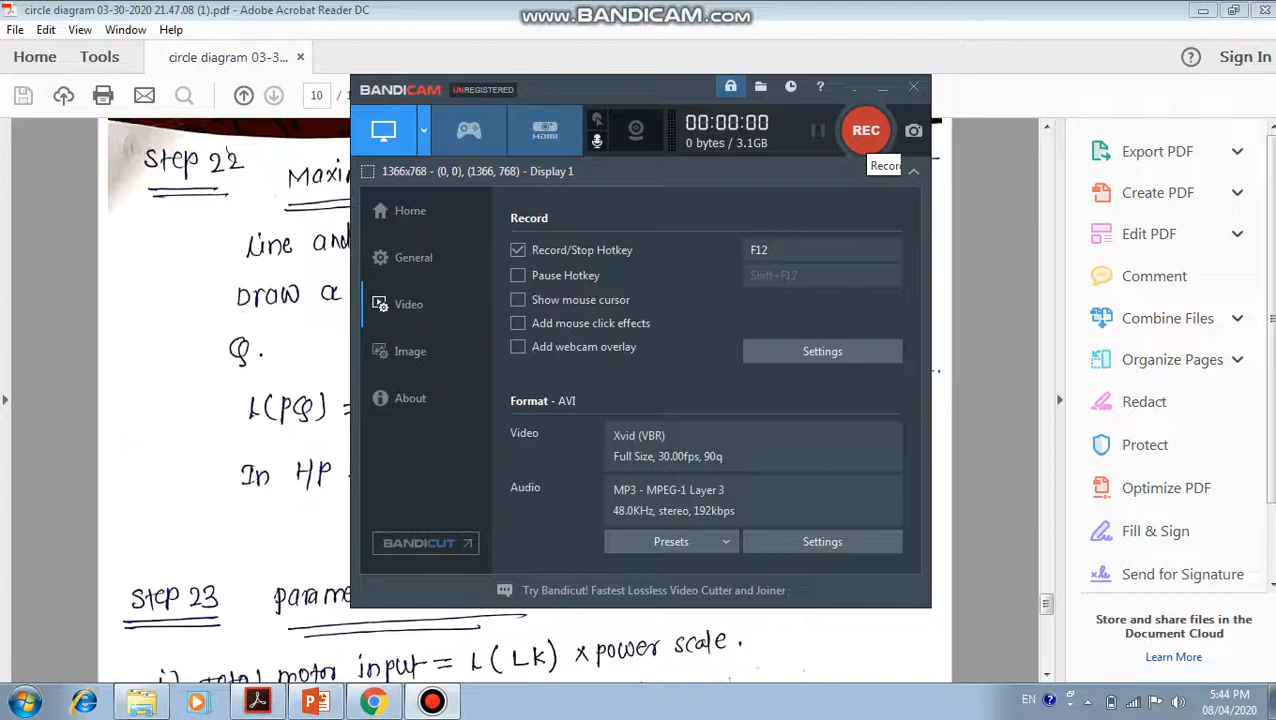 circle diagram 03-30-2020 21.47.08 (1).pdf - Adobe Acrobat Reader DC
www.BANDICAM.com
File Edit View Window Help
Home Tools circle diagram 03-3... × Sign In
10 / 1
BANDICAM UNREGISTERED
HDMI 00:00:00 REC
0 bytes / 3.1GB
Recor
1366x768 - (0, 0), (1366, 768) - Display 1
Home
General
Video
Image
About
BANDICUT
Record
Record/Stop Hotkey F12
Pause Hotkey Shift+F12
Show mouse cursor
Add mouse click effects
Add webcam overlay Settings
Format - AVI
Video Xvid (VBR)
Full Size, 30.00fps, 90q
Audio MP3 - MPEG-1 Layer 3
48.0KHz, stereo, 192kbps
Presets Settings
Try Bandicut! Fastest Lossless Video Cutter and Joiner
Step 22 Maxi
Line and
Draw a
Q.
L(PQ) =
In H/P
Step 23 param
i) total motor input = L(LK) × power scale.
Export PDF
Create PDF
Edit PDF
Comment
Combine Files
Organize Pages
Redact
Protect
Optimize PDF
Fill & Sign
Send for Signature
Store and share files in the
Document Cloud
Learn More
EN 5:44 PM
08/04/2020